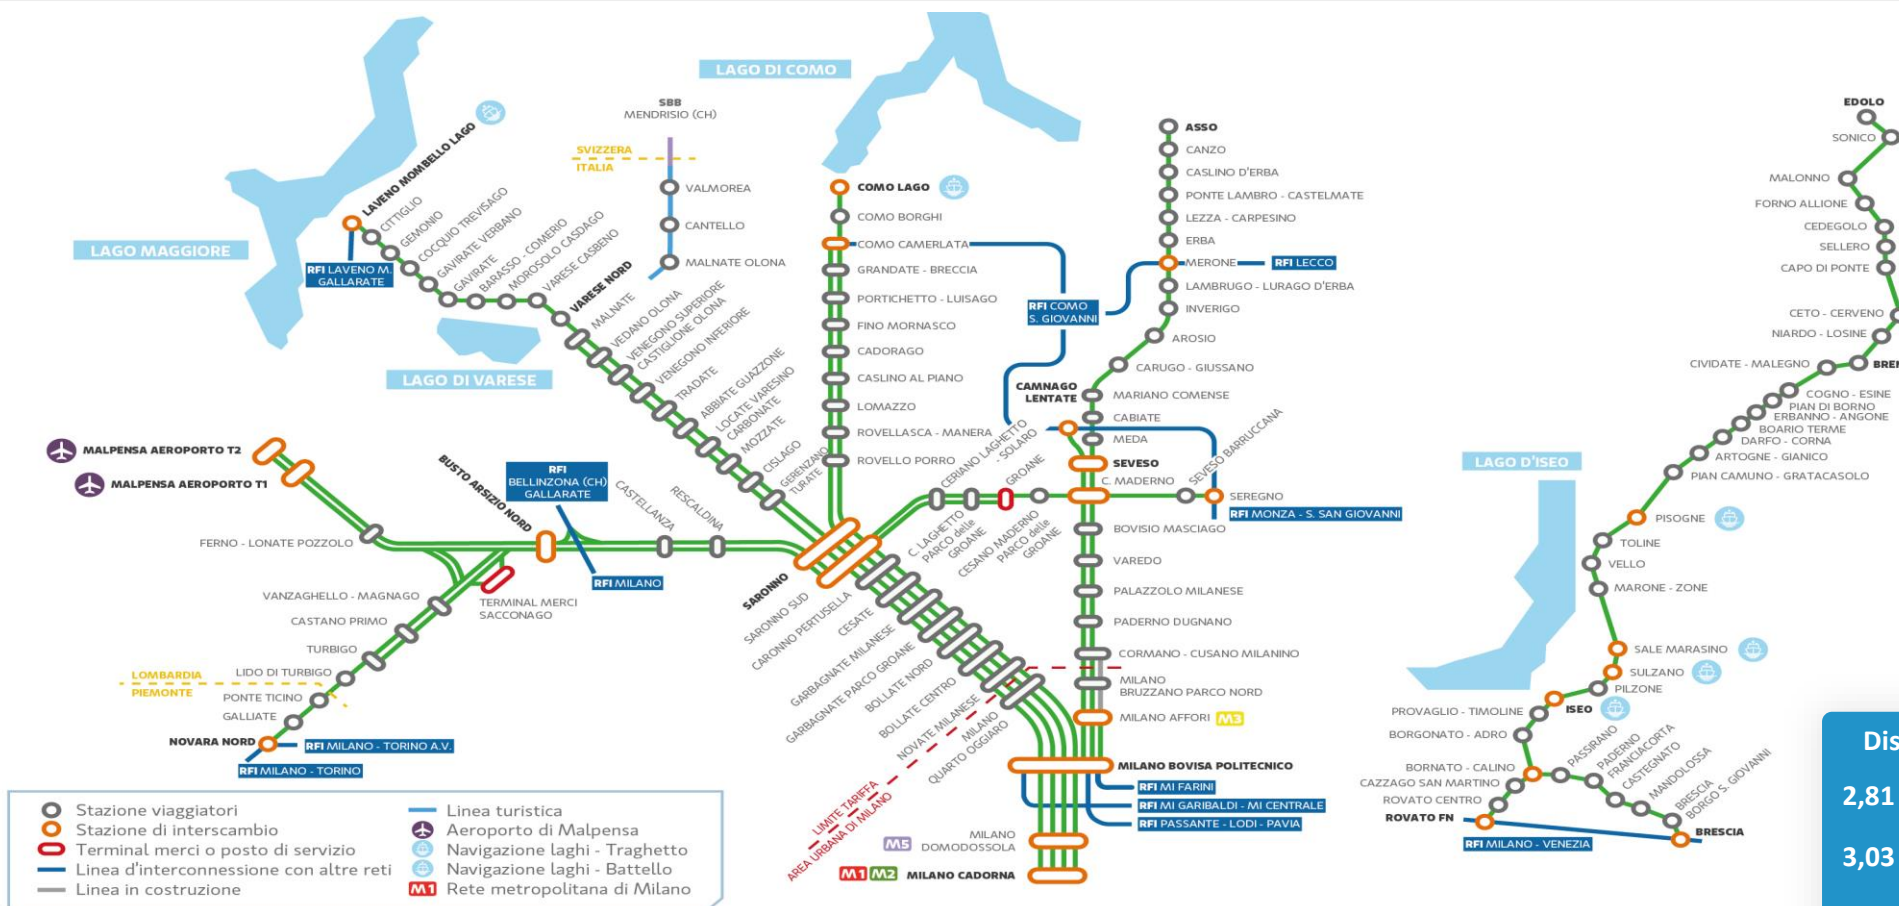 LAGO DI COMO
LAGO MAGGIORE
LAGO DI VARESE
LAGO D'ISEO
SBB
MENDRISIO (CH)
SVIZZERA
ITALIA
VALMOREA
CANTELLO
MALNATE OLONA
LAVENO MOMBELLO LAGO
RFI LAVENO M.
GALLARATE
CITTIGLIO
GEMONIO
COCQUIO TREVISAGO
GAVIRATE VERBANO
GAVIRATE
BARASSO - COMERIO
MOROSOLO CASDAGO
VARESE CASBENO
VARESE NORD
MALNATE
VEDANO OLONA
VENEGONO SUPERIORE
CASTIGLIONE OLONA
VENEGONO INFERIORE
TRADATE
ABBIATE GUAZZONE
LOCATE VARESINO
CARBONATE
MOZZATE
CISLAGO
GERENZANO
TURATE
COMO LAGO
COMO BORGHI
COMO CAMERLATA
GRANDATE - BRECCIA
PORTICHETTO - LUISAGO
FINO MORNASCO
CADORAGO
CASLINO AL PIANO
LOMAZZO
ROVELLASCA - MANERA
ROVELLO PORRO
ASSO
CANZO
CASLINO D'ERBA
PONTE LAMBRO - CASTELMATE
LEZZA - CARPESINO
ERBA
MERONE
RFI LECCO
LAMBRUGO - LURAGO D'ERBA
INVERIGO
RFI COMO
S. GIOVANNI
AROSIO
CARUGO - GIUSSANO
CAMNAGO
LENTATE
MARIANO COMENSE
CABIATE
MEDA
SEVESO
C. MADERNO
SEVESO BARRUCCANA
SEREGNO
RFI MONZA - S. SAN GIOVANNI
CERIANO LAGHETTO
- SOLARO
GROANE
C. LAGHETTO
PARCO delle
GROANE
CESANO MADERNO
PARCO delle
GROANE
BOVISIO MASCIAGO
VAREDO
PALAZZOLO MILANESE
PADERNO DUGNANO
CORMANO - CUSANO MILANINO
MILANO
BRUZZANO PARCO NORD
MILANO AFFORI M3
MILANO BOVISA POLITECNICO
RFI MI FARINI
RFI MI GARIBALDI - MI CENTRALE
RFI PASSANTE - LODI - PAVIA
M5 MILANO
DOMODOSSOLA
M1 M2 MILANO CADORNA
MALPENSA AEROPORTO T2
MALPENSA AEROPORTO T1
FERNO - LONATE POZZOLO
BUSTO ARSIZIO NORD
RFI
BELLINZONA (CH)
GALLARATE
RFI MILANO
CASTELLANZA
RESCALDINA
SARONNO
SARONNO SUD
CARONNO PERTUSELLA
CESATE
GARBAGNATE MILANESE
GARBAGNATE PARCO GROANE
BOLLATE NORD
BOLLATE CENTRO
NOVATE MILANESE
MILANO
QUARTO OGGIARO
LIMITE TARIFFA
AREA URBANA DI MILANO
TERMINAL MERCI
SACCONAGO
VANZAGHELLO - MAGNAGO
CASTANO PRIMO
TURBIGO
LIDO DI TURBIGO
LOMBARDIA
PIEMONTE
PONTE TICINO
GALLIATE
NOVARA NORD
RFI MILANO - TORINO A.V.
RFI MILANO - TORINO
EDOLO
SONICO
MALONNO
FORNO ALLIONE
CEDEGOLO
SELLERO
CAPO DI PONTE
CETO - CERVENO
NIARDO - LOSINE
BREN
CIVIDATE - MALEGNO
COGNO - ESINE
PIAN DI BORNO
ERBANNO - ANGONE
BOARIO TERME
DARFO - CORNA
ARTOGNE - GIANICO
PIAN CAMUNO - GRATACASOLO
PISOGNE
TOLINE
VELLO
MARONE - ZONE
SALE MARASINO
SULZANO
PILZONE
ISEO
PROVAGLIO - TIMOLINE
BORGONATO - ADRO
BORNATO - CALINO
CAZZAGO SAN MARTINO
ROVATO CENTRO
ROVATO FN
PASSIRANO
PADERNO
FRANCIACORTA
CASTEGNATO
MANDOLOSSA
BRESCIA
BORGO S. GIOVANNI
BRESCIA
RFI MILANO - VENEZIA
Stazione viaggiatori
Stazione di interscambio
Terminal merci o posto di servizio
Linea d'interconnessione con altre reti
Linea in costruzione
Linea turistica
Aeroporto di Malpensa
Navigazione laghi - Traghetto
Navigazione laghi - Battello
M1 Rete metropolitana di Milano
Dis
2,81
3,03